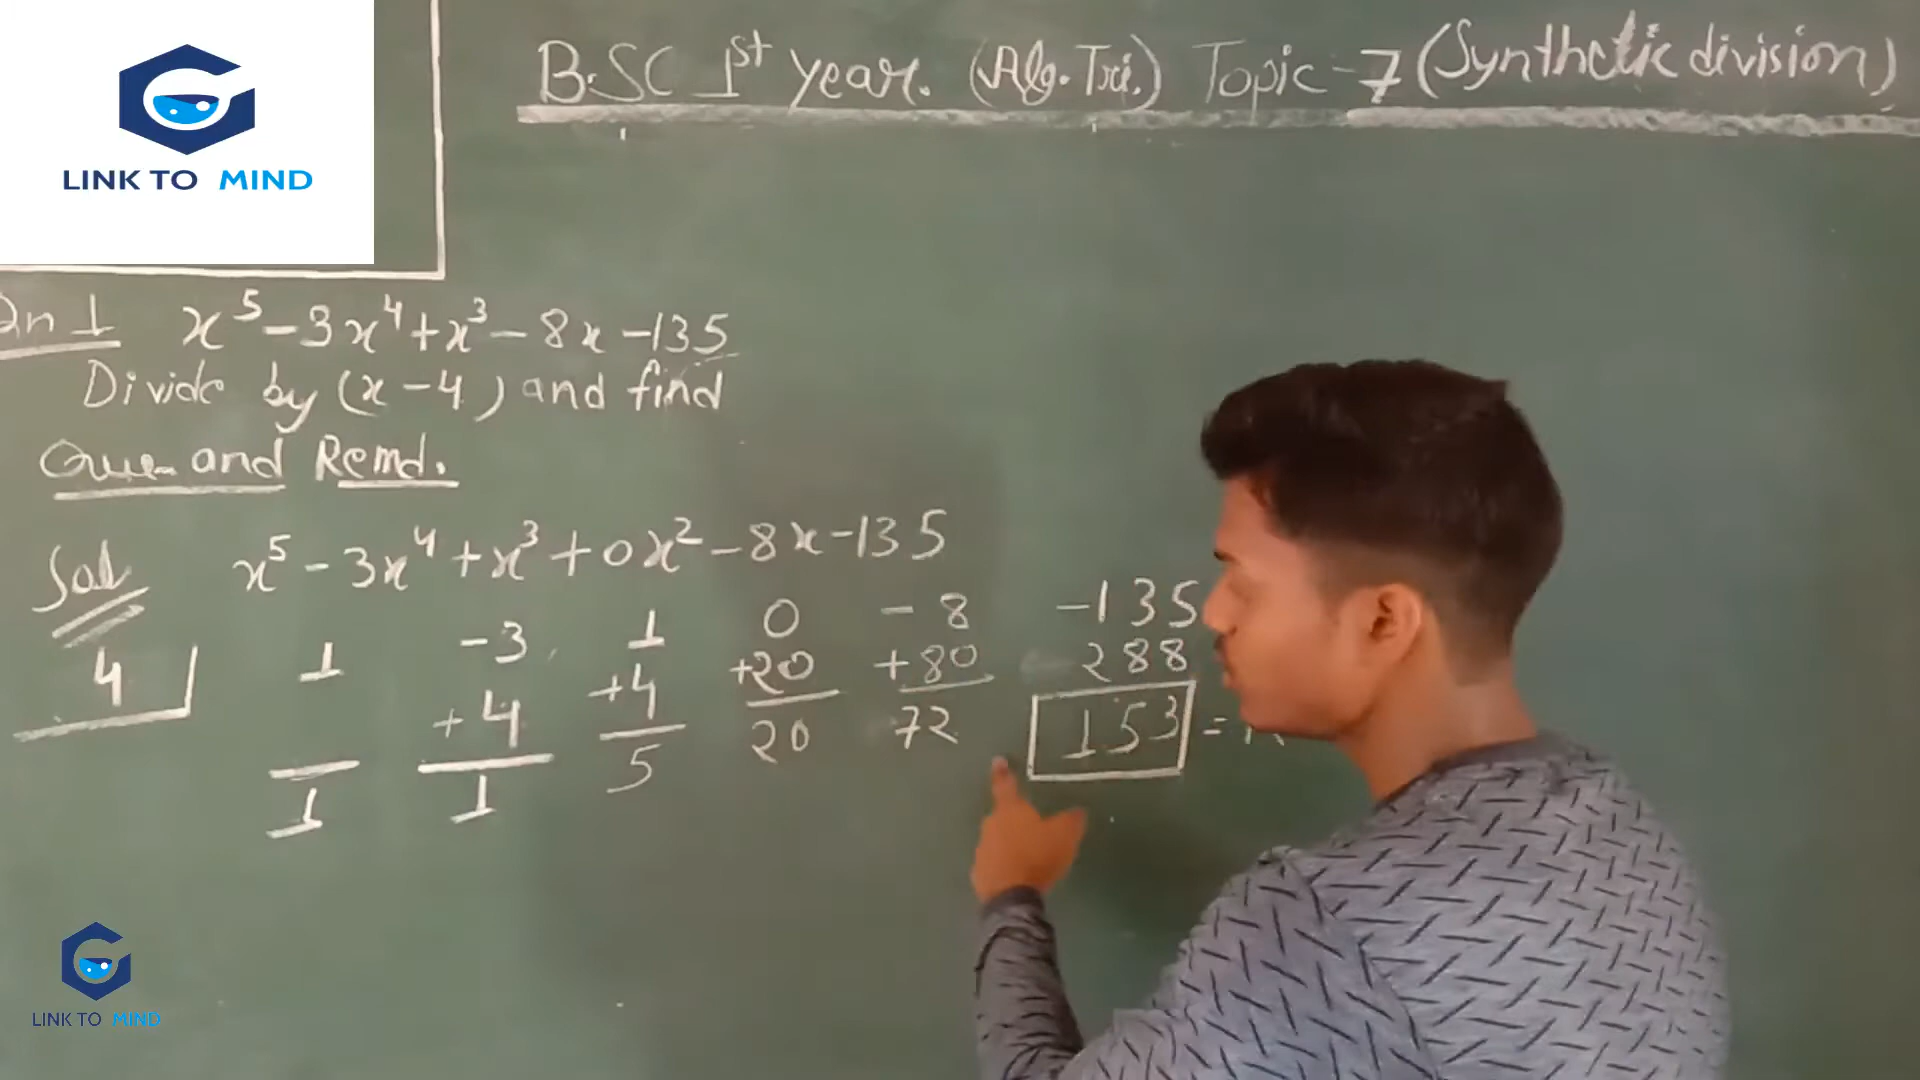 LINK TO MIND
B.SC 1st year. (Alg. Tri.) Topic - 7 (Synthetic division)
Qn 1 x⁵ - 3x⁴ + x³ - 8x - 135
Divide by (x - 4) and find
Que and Remd.
Sol x⁵ - 3x⁴ + x³ + 0x² - 8x - 135
4 1 -3 1 0 -8 -135
+4 +4 +20 +80 288
1 1 5 20 72 153 =
LINK TO MIND